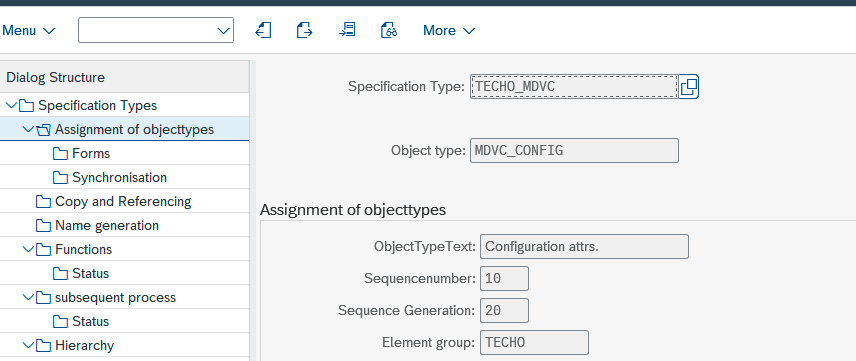 Menu
More
Dialog Structure
Specification Types
Assignment of objecttypes
Forms
Synchronisation
Copy and Referencing
Name generation
Functions
Status
subsequent process
Status
Hierarchy
Specification Type: TECHO_MDVC
Object type: MDVC_CONFIG
Assignment of objecttypes
ObjectTypeText: Configuration attrs.
Sequencenumber: 10
Sequence Generation: 20
Element group: TECHO